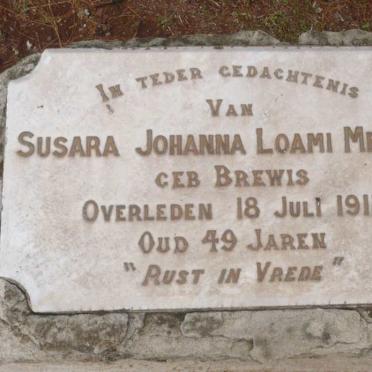 IN TEDER GEDACHTENIS
VAN
SUSARA JOHANNA LOAMI
GEB BREWIS
OVERLEDEN 18 JULI
OUD 49 JAREN
"RUST IN VREDE"